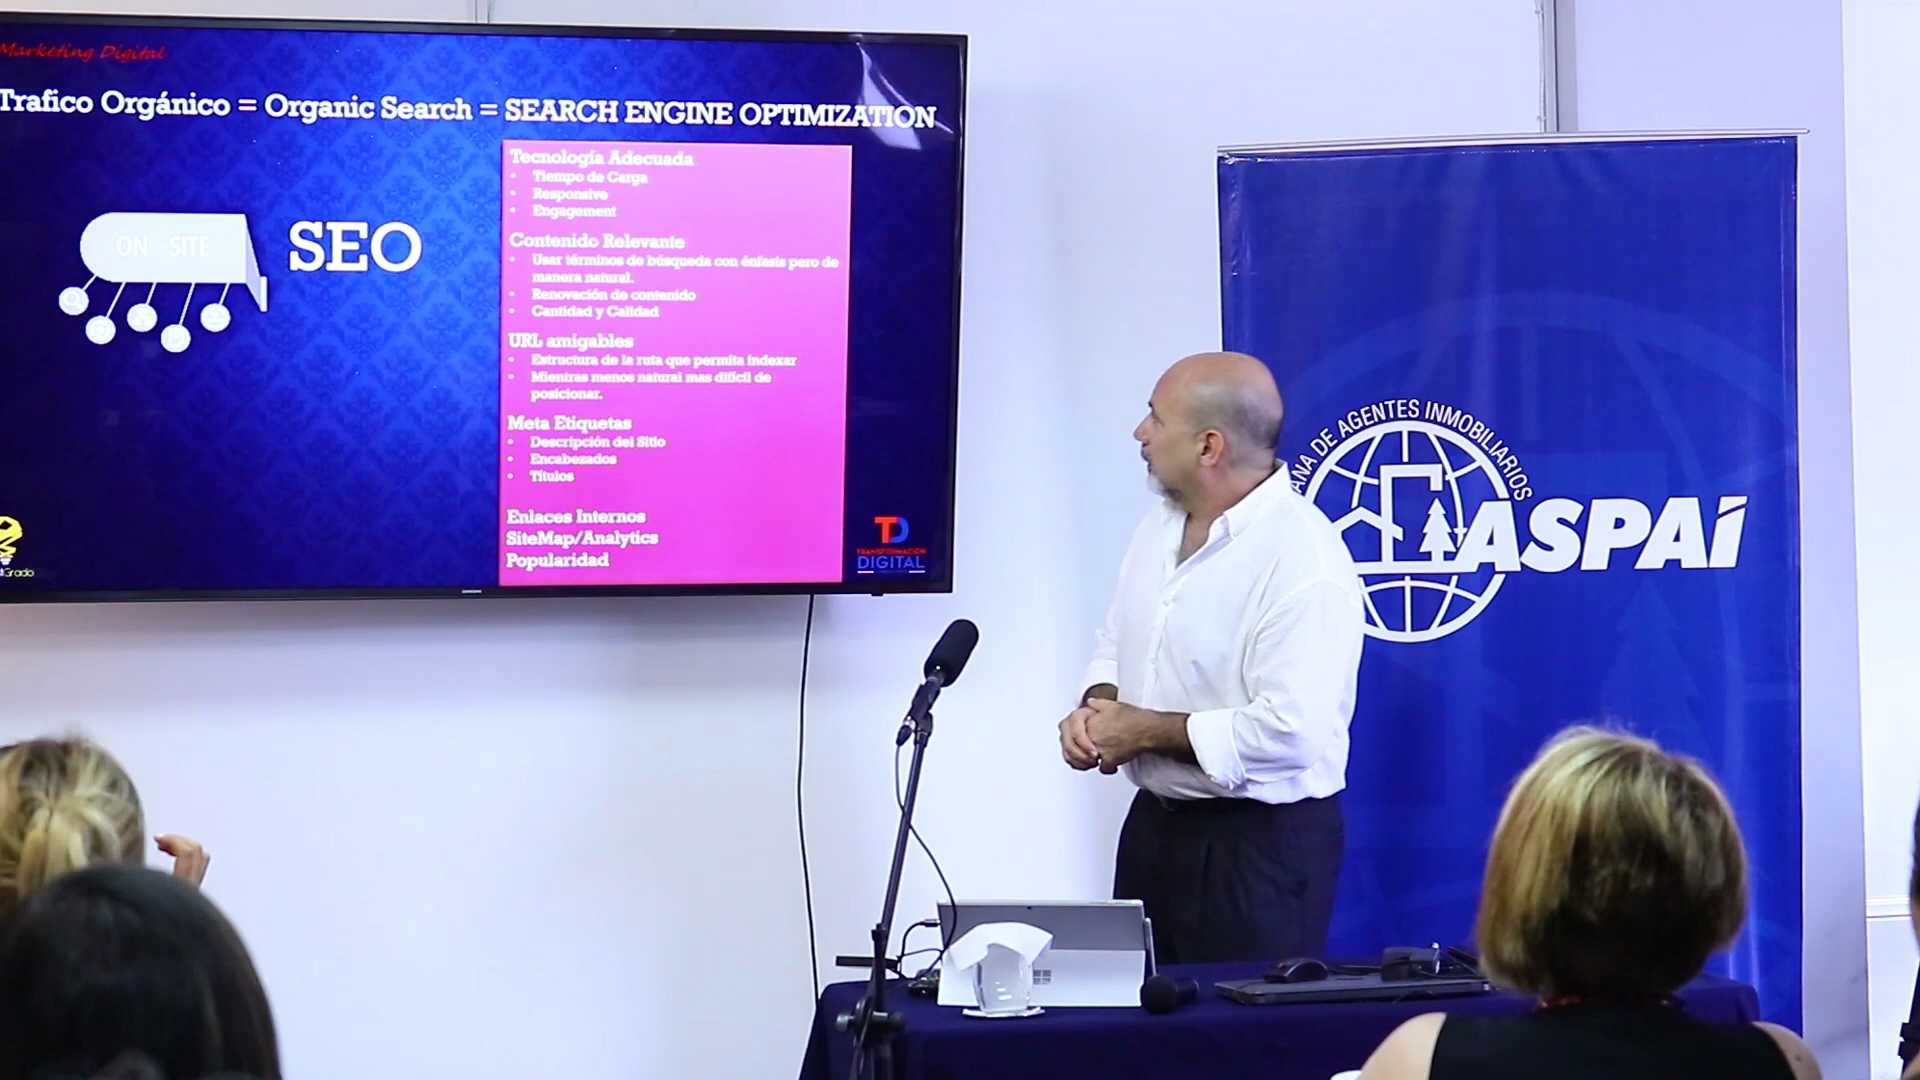 Marketing Digital
Trafico Orgánico = Organic Search = SEARCH ENGINE OPTIMIZATION
ON - SITE
SEO
Tecnología Adecuada
• Tiempo de Carga
• Responsive
• Engagement
Contenido Relevante
• Usar términos de búsqueda con énfasis pero de
manera natural.
• Renovación de contenido
• Cantidad y Calidad
URL amigables
• Estructura de la ruta que permita indexar
• Mientras menos natural mas difícil de
posicionar.
Meta Etiquetas
• Descripción del Sitio
• Encabezados
• Títulos
Enlaces Internos
SiteMap/Analytics
Popularidad
Grado
TD
TRANSFORMACIÓN
DIGITAL
SAMSUNG
ANA DE AGENTES INMOBILIARIOS
ASPAÍ